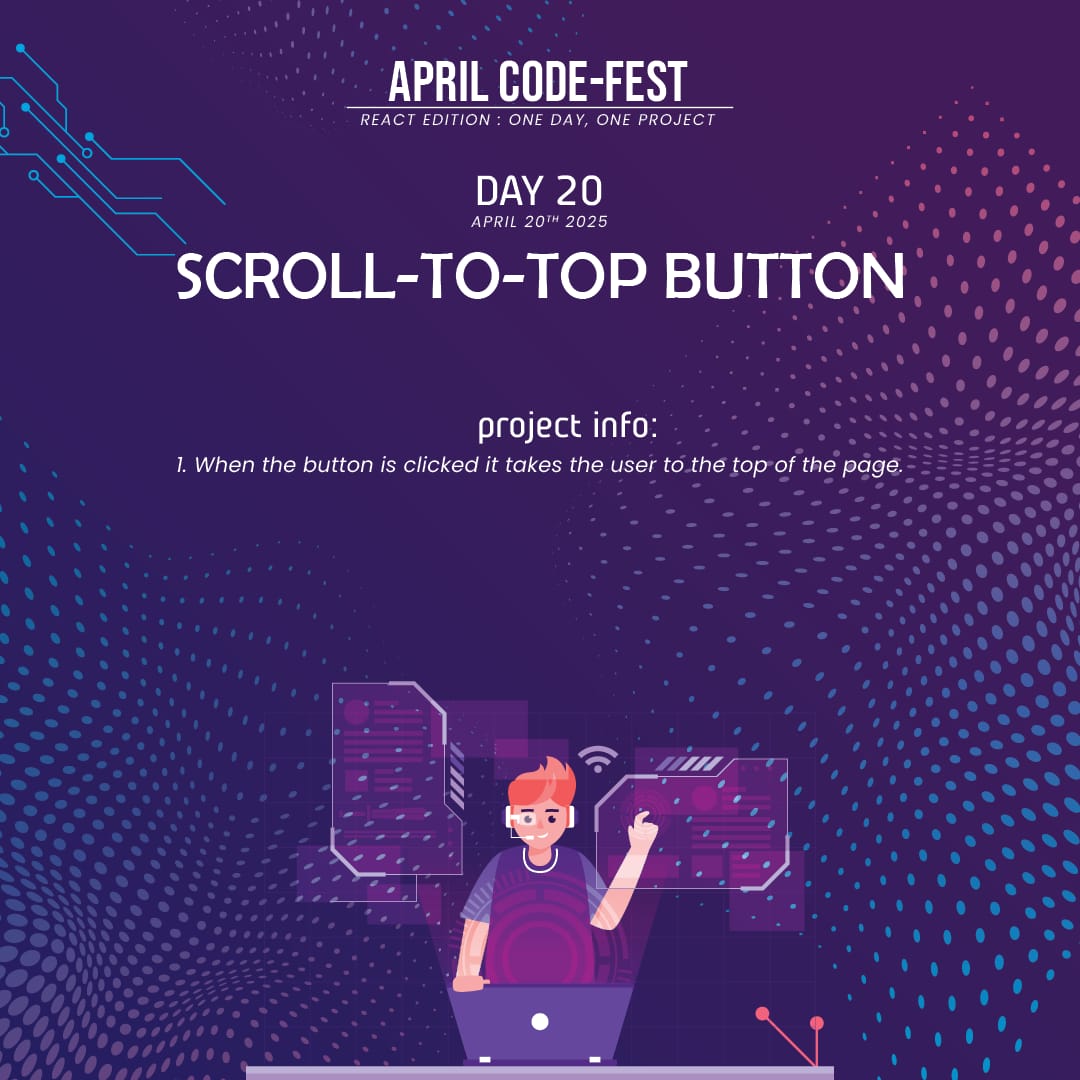 APRIL CODE-FEST
REACT EDITION : ONE DAY, ONE PROJECT
DAY 20
APRIL 20TH 2025
SCROLL-TO-TOP BUTTON
project info:
1. When the button is clicked it takes the user to the top of the page.